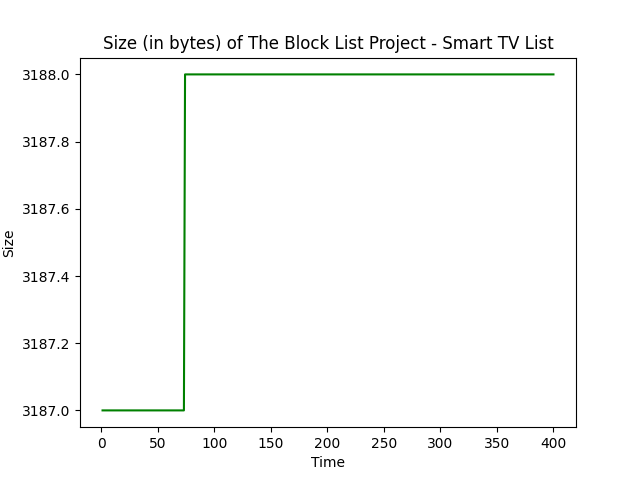 Size (in bytes) of The Block List Project - Smart TV List
3188.0
3187.8
3187.6
3187.4
3187.2
3187.0
Size
0 50 100 150 200 250 300 350 400
Time